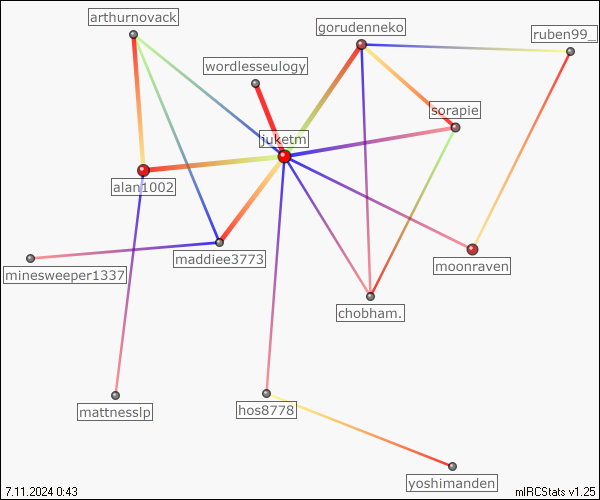 arthurnovack
gorudenneko
ruben99_
wordlesseulogy
sorapie
juketm
alan1002
maddiee3773
moonraven
minesweeper1337
chobham.
mattnesslp
hos8778
yoshimanden
7.11.2024 0:43
mIRCStats v1.25